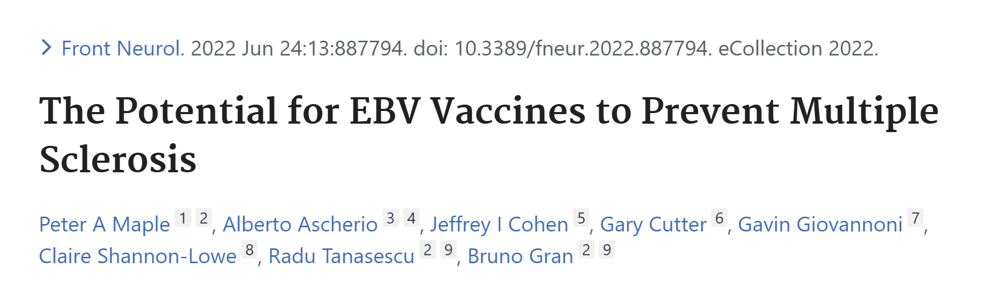 Front Neurol. 2022 Jun 24:13:887794. doi: 10.3389/fneur.2022.887794. eCollection 2022.
The Potential for EBV Vaccines to Prevent Multiple
Sclerosis
Peter A Maple 1 2, Alberto Ascherio 3 4, Jeffrey I Cohen 5, Gary Cutter 6, Gavin Giovannoni 7,
Claire Shannon-Lowe 8, Radu Tanasescu 2 9, Bruno Gran 2 9